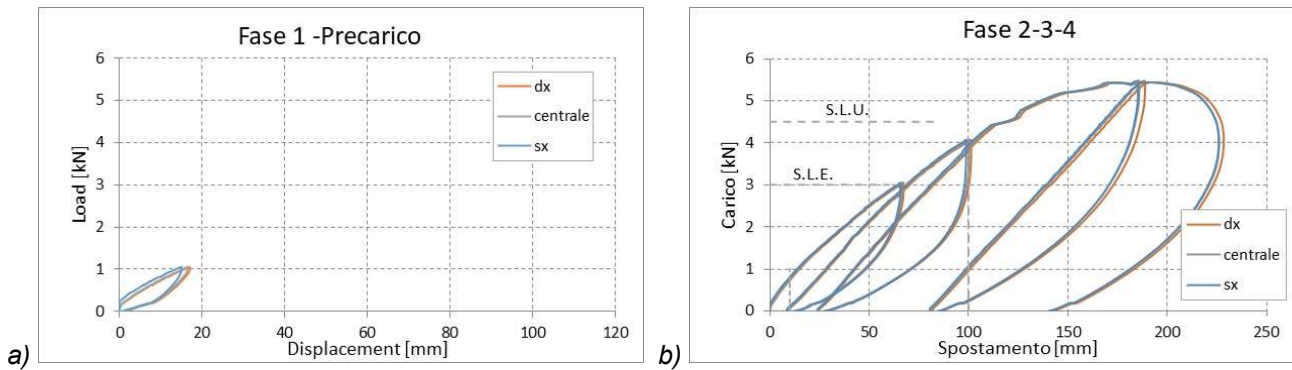 Fase 1 -Precarico
Load [kN]
6
5
4
3
2
1
0
0 20 40 60 80 100 120
Displacement [mm]
dx
centrale
sx
a)
Fase 2-3-4
Carico [kN]
6
5
4
3
2
1
0
S.L.U.
S.L.E.
0 50 100 150 200 250
Spostamento [mm]
dx
centrale
sx
b)